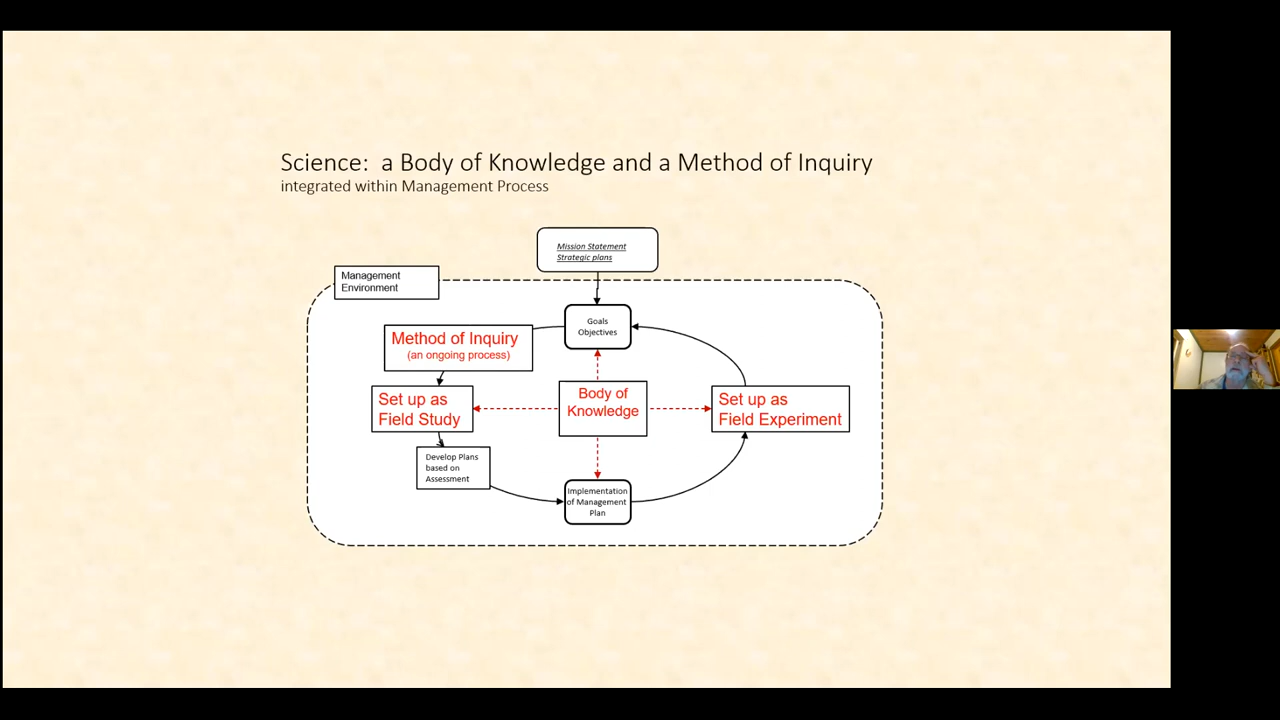 Science:  a Body of Knowledge and a Method of Inquiry
integrated within Management Process
Mission Statement
Strategic plans
Management
Environment
Goals
Objectives
Method of Inquiry
(an ongoing process)
Set up as
Field Study
Body of
Knowledge
Set up as
Field Experiment
Develop Plans
based on
Assessment
Implementation
of Management
Plan